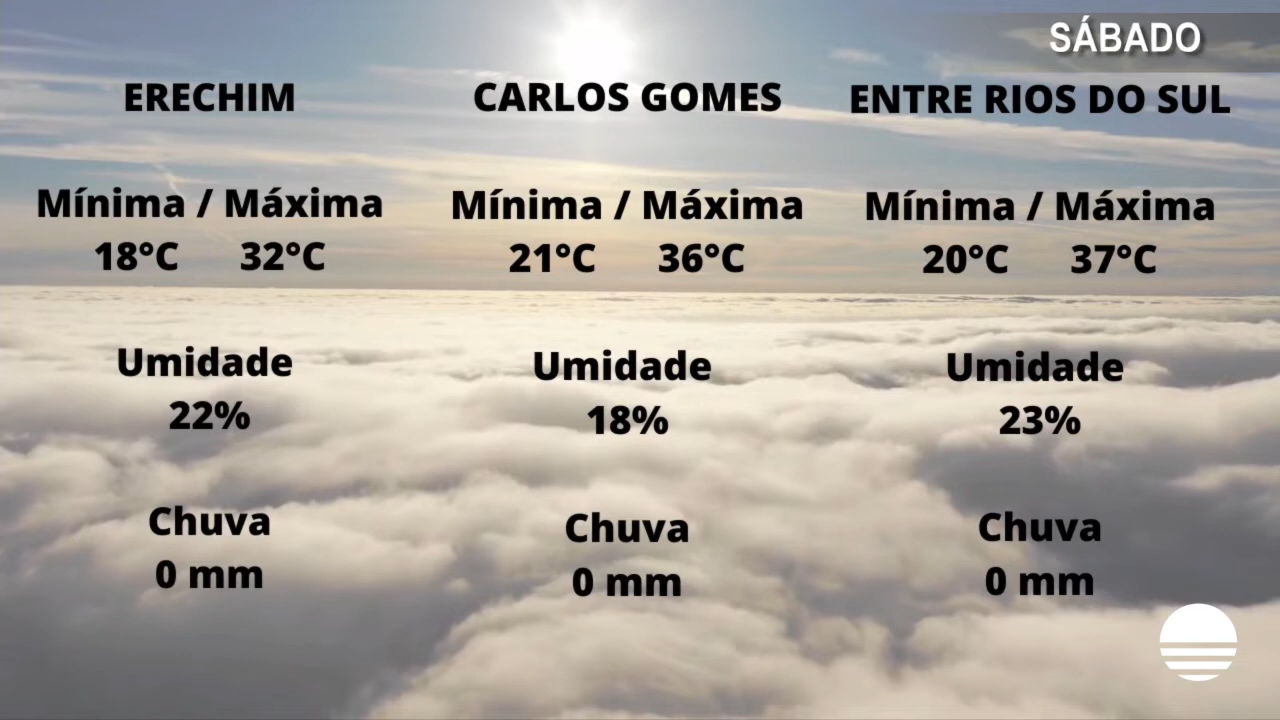 SÁBADO
ERECHIM
Mínima / Máxima
18°C 32°C
Umidade
22%
Chuva
0 mm
CARLOS GOMES
Mínima / Máxima
21°C 36°C
Umidade
18%
Chuva
0 mm
ENTRE RIOS DO SUL
Mínima / Máxima
20°C 37°C
Umidade
23%
Chuva
0 mm